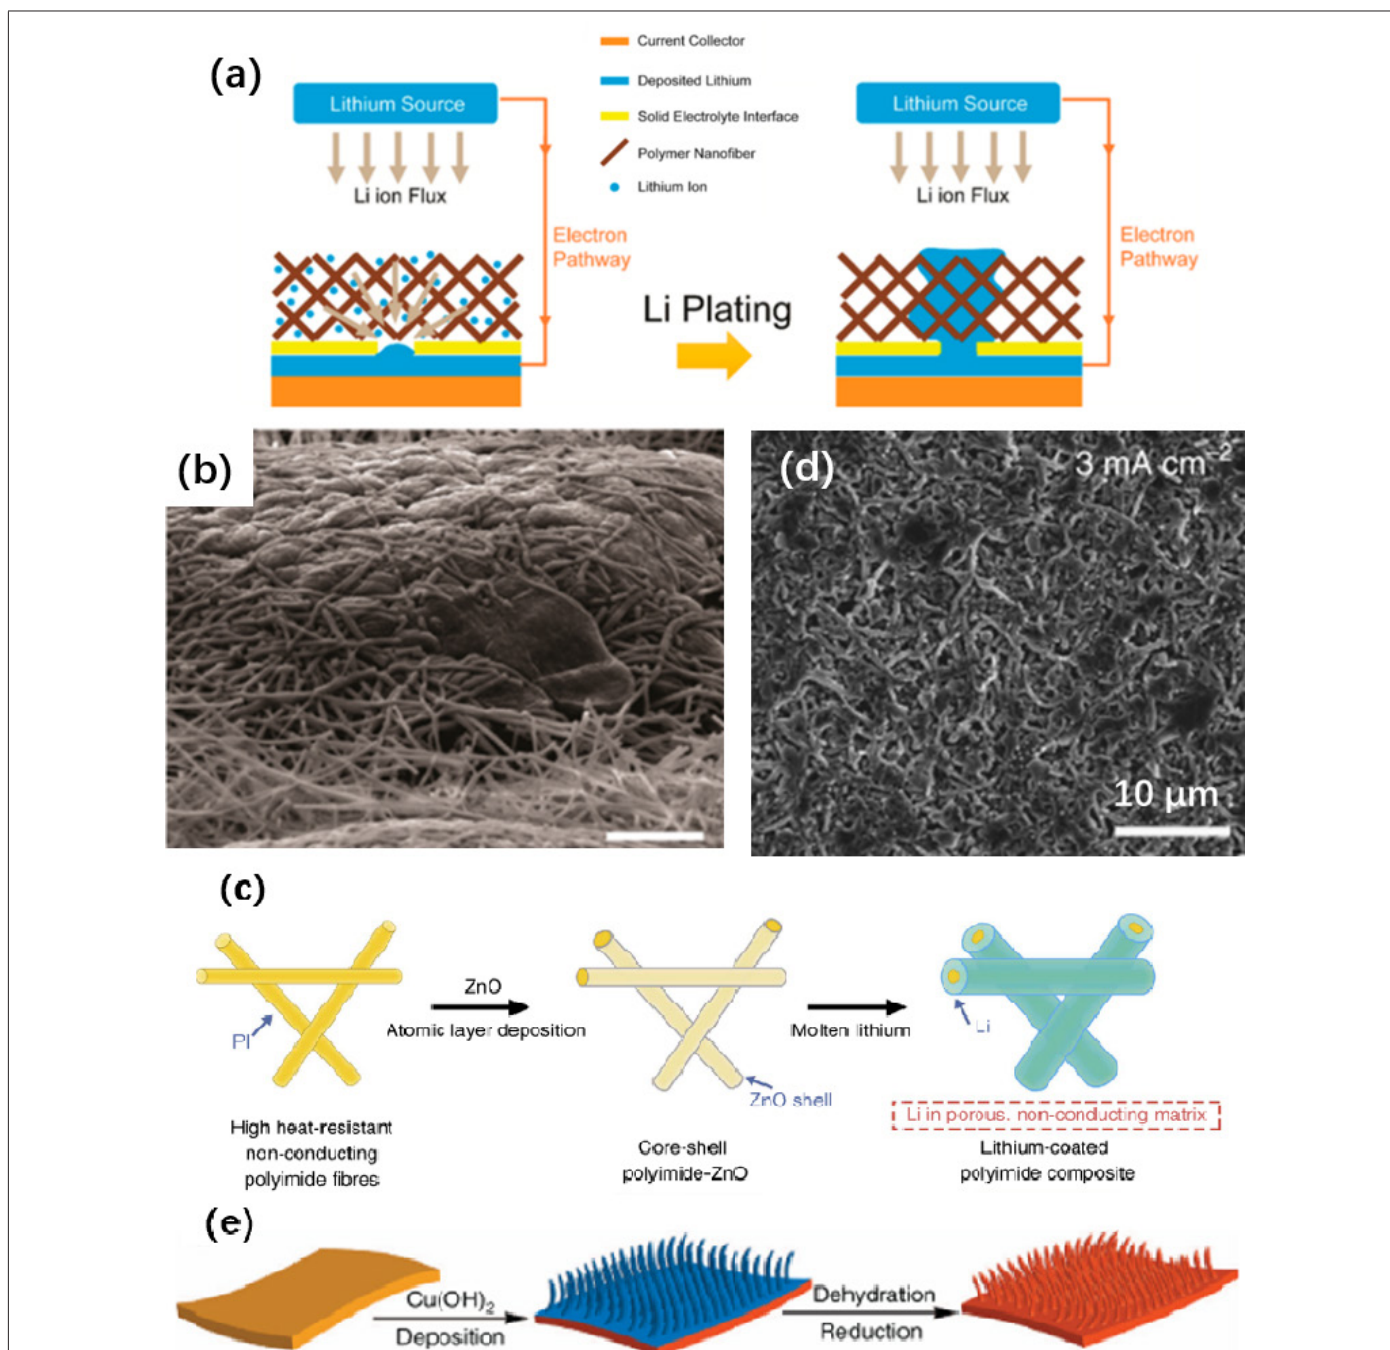 (a)
Current Collector
Deposited Lithium
Solid Electrolyte Interface
Polymer Nanofiber
Lithium Ion
Lithium Source
Li ion Flux
Electron
Pathway
Li Plating
Lithium Source
Li ion Flux
Electron
Pathway
(b)
(d)
3 mA cm⁻²
10 µm
(c)
PI
ZnO
Atomic layer deposition
ZnO shell
Molten lithium
Li
Li in porous. non-conducting matrix
High heat-resistant
non-conducting
polyimide fibres
Core-shell
polyimide-ZnO
Lithium-coated
polyimide composite
(e)
Cu(OH)₂
Deposition
Dehydration
Reduction